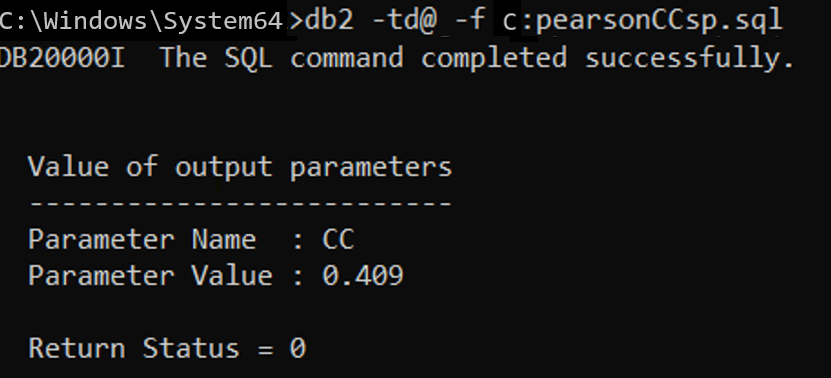 C:\Windows\System64>db2 -td@ -f c:pearsonCCsp.sql
DB20000I  The SQL command completed successfully.
Value of output parameters
--------------------------
Parameter Name  : CC
Parameter Value : 0.409
Return Status = 0